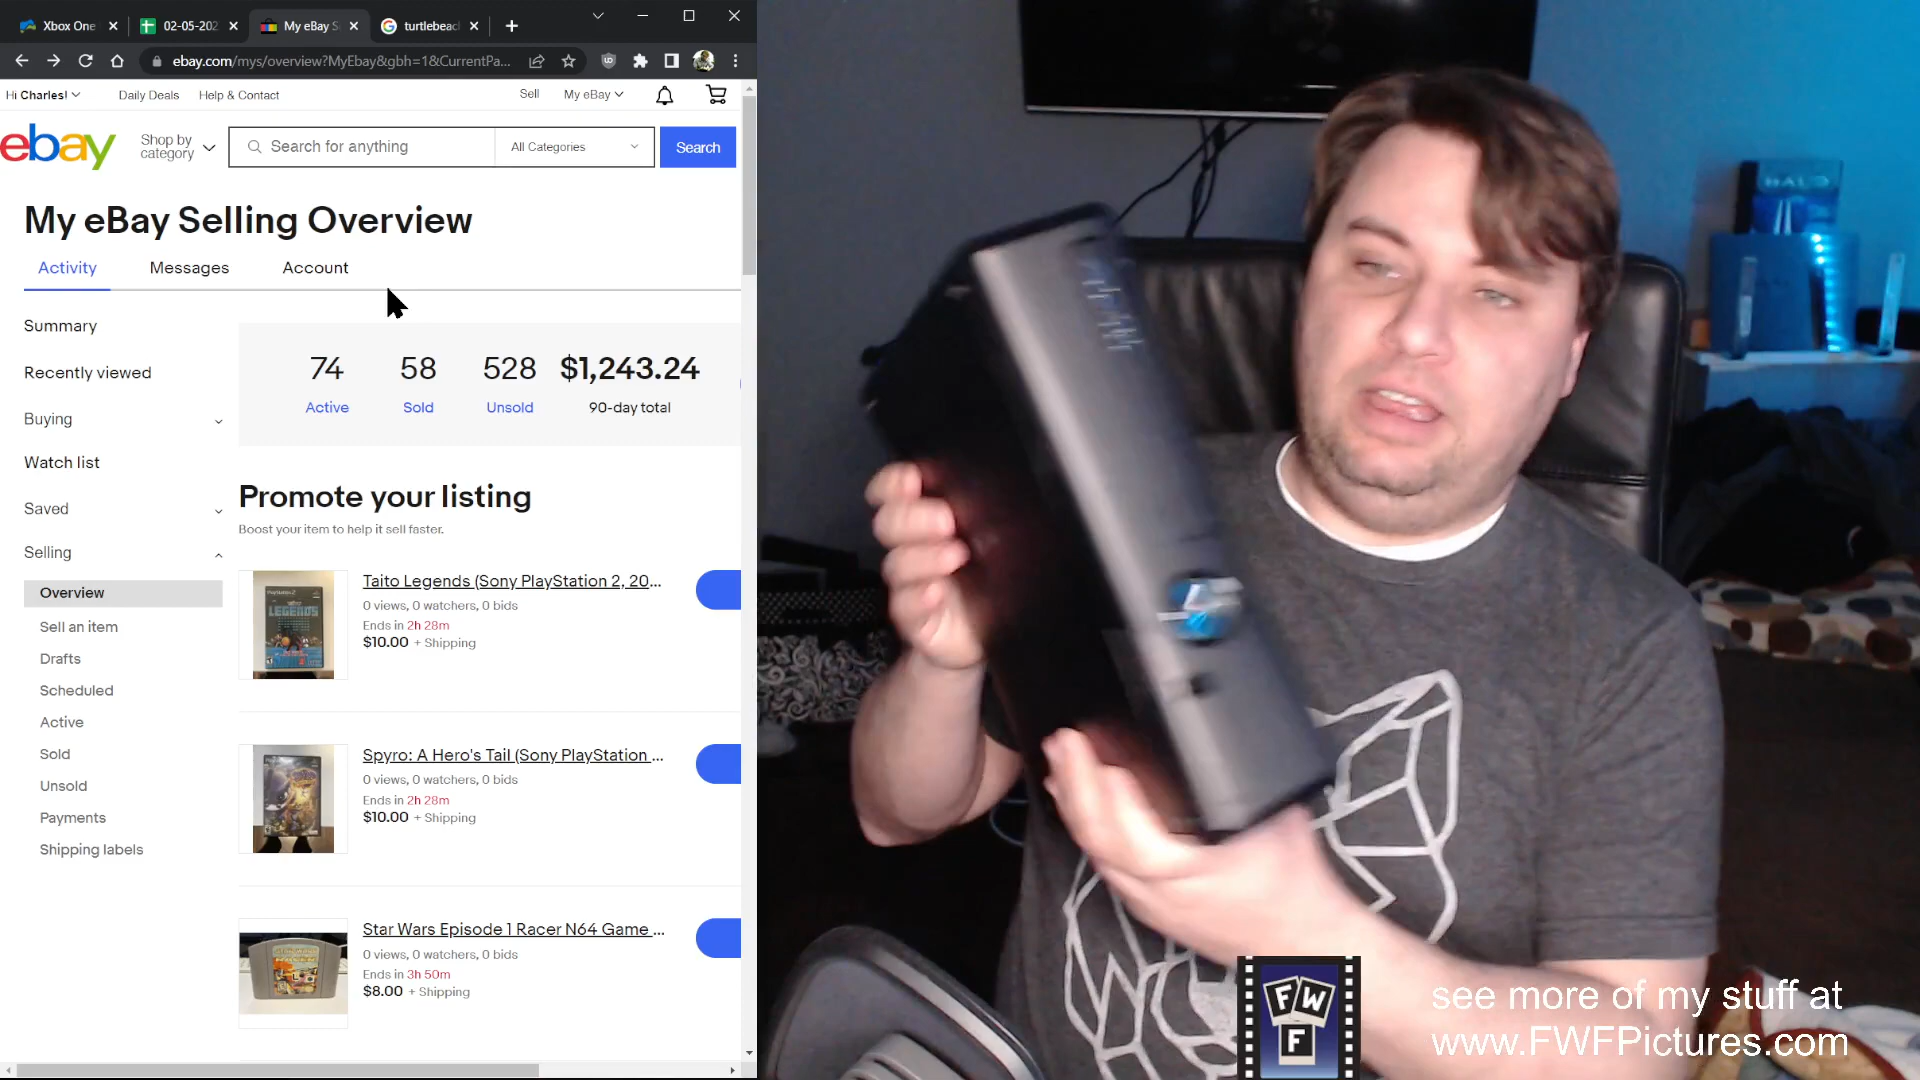 Xbox One
02-05-202
My eBay S
turtlebeac
ebay.com/mys/overview?MyEbay&gbh=1&CurrentPa...
Hi Charles!
Daily Deals
Help & Contact
Sell
My eBay
ebay
Shop by category
Search for anything
All Categories
Search
My eBay Selling Overview
Activity
Messages
Account
Summary
Recently viewed
Buying
Watch list
Saved
Selling
Overview
Sell an item
Drafts
Scheduled
Active
Sold
Unsold
Payments
Shipping labels
74
58
528
$1,243.24
Active
Sold
Unsold
90-day total
Promote your listing
Boost your item to help it sell faster.
LEGENDS
Taito Legends (Sony PlayStation 2, 20...
0 views, 0 watchers, 0 bids
Ends in 2h 28m
$10.00 + Shipping
Spyro: A Hero's Tail (Sony PlayStation ...
0 views, 0 watchers, 0 bids
Ends in 2h 28m
$10.00 + Shipping
Star Wars Episode 1 Racer N64 Game ...
0 views, 0 watchers, 0 bids
Ends in 3h 50m
$8.00 + Shipping
HALO
FWF
see more of my stuff at
www.FWFPictures.com